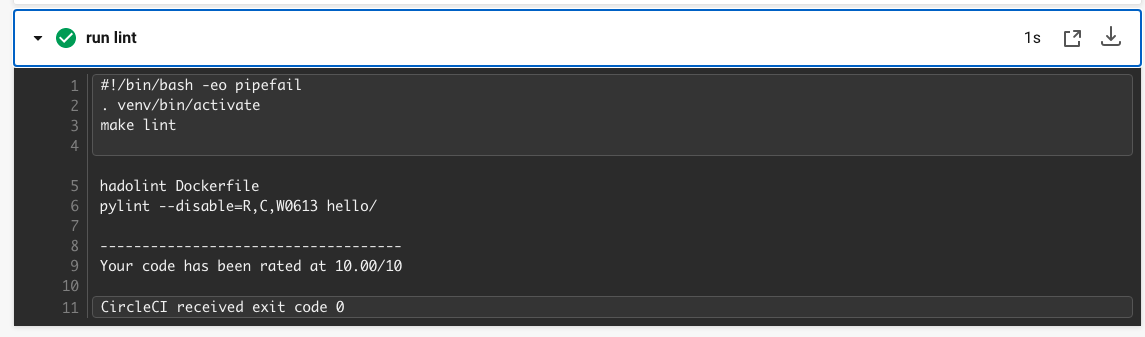 run lint
1s
1 #!/bin/bash -eo pipefail
2 . venv/bin/activate
3 make lint
4
5 hadolint Dockerfile
6 pylint --disable=R,C,W0613 hello/
7
8 ------------------------------------
9 Your code has been rated at 10.00/10
10
11 CircleCI received exit code 0